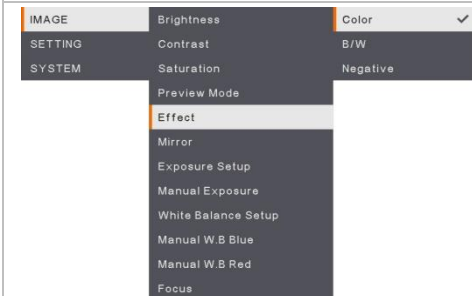 IMAGE
SETTING
SYSTEM
Brightness
Contrast
Saturation
Preview Mode
Effect
Mirror
Exposure Setup
Manual Exposure
White Balance Setup
Manual W.B Blue
Manual W.B Red
Focus
Color ✓
B/W
Negative